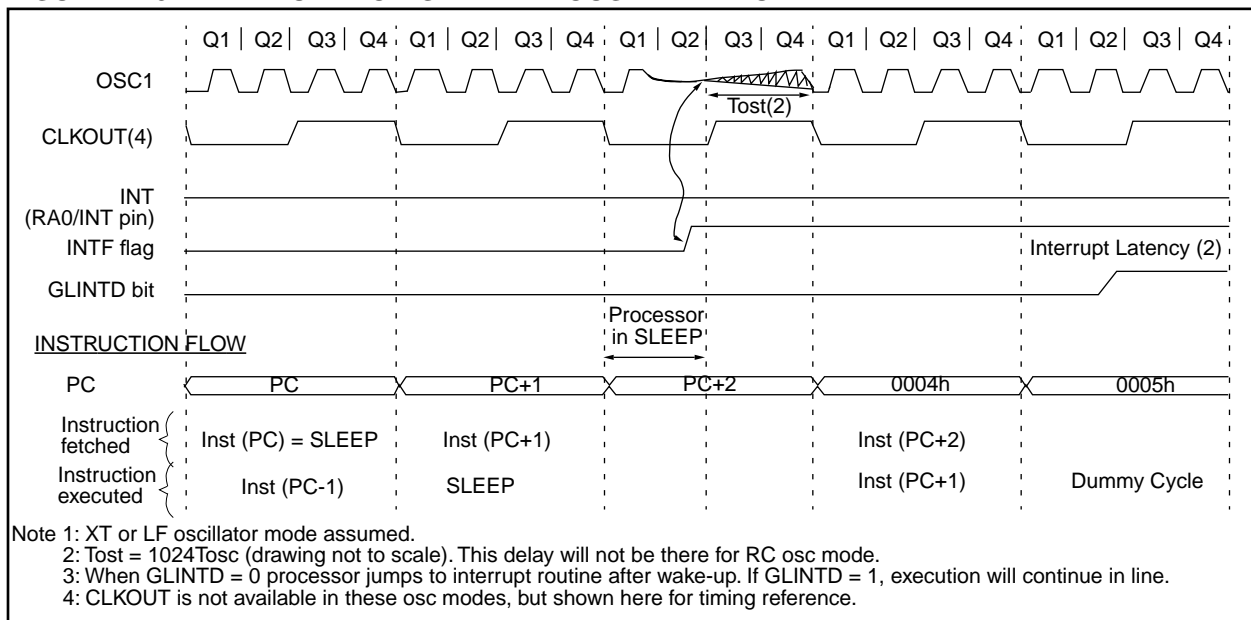 Q1 | Q2 | Q3 | Q4 Q1 | Q2 | Q3 | Q4 Q1 | Q2 | Q3 | Q4 Q1 | Q2 | Q3 | Q4 Q1 | Q2 | Q3 | Q4
OSC1
Tost(2)
CLKOUT(4)
INT
(RA0/INT pin)
INTF flag
Interrupt Latency (2)
GLINTD bit
Processor
in SLEEP
INSTRUCTION FLOW
PC PC PC+1 PC+2 0004h 0005h
Instruction
fetched
Inst (PC) = SLEEP Inst (PC+1) Inst (PC+2)
Instruction
executed
Inst (PC-1) SLEEP Inst (PC+1) Dummy Cycle
Note 1: XT or LF oscillator mode assumed.
2: Tost = 1024Tosc (drawing not to scale). This delay will not be there for RC osc mode.
3: When GLINTD = 0 processor jumps to interrupt routine after wake-up. If GLINTD = 1, execution will continue in line.
4: CLKOUT is not available in these osc modes, but shown here for timing reference.